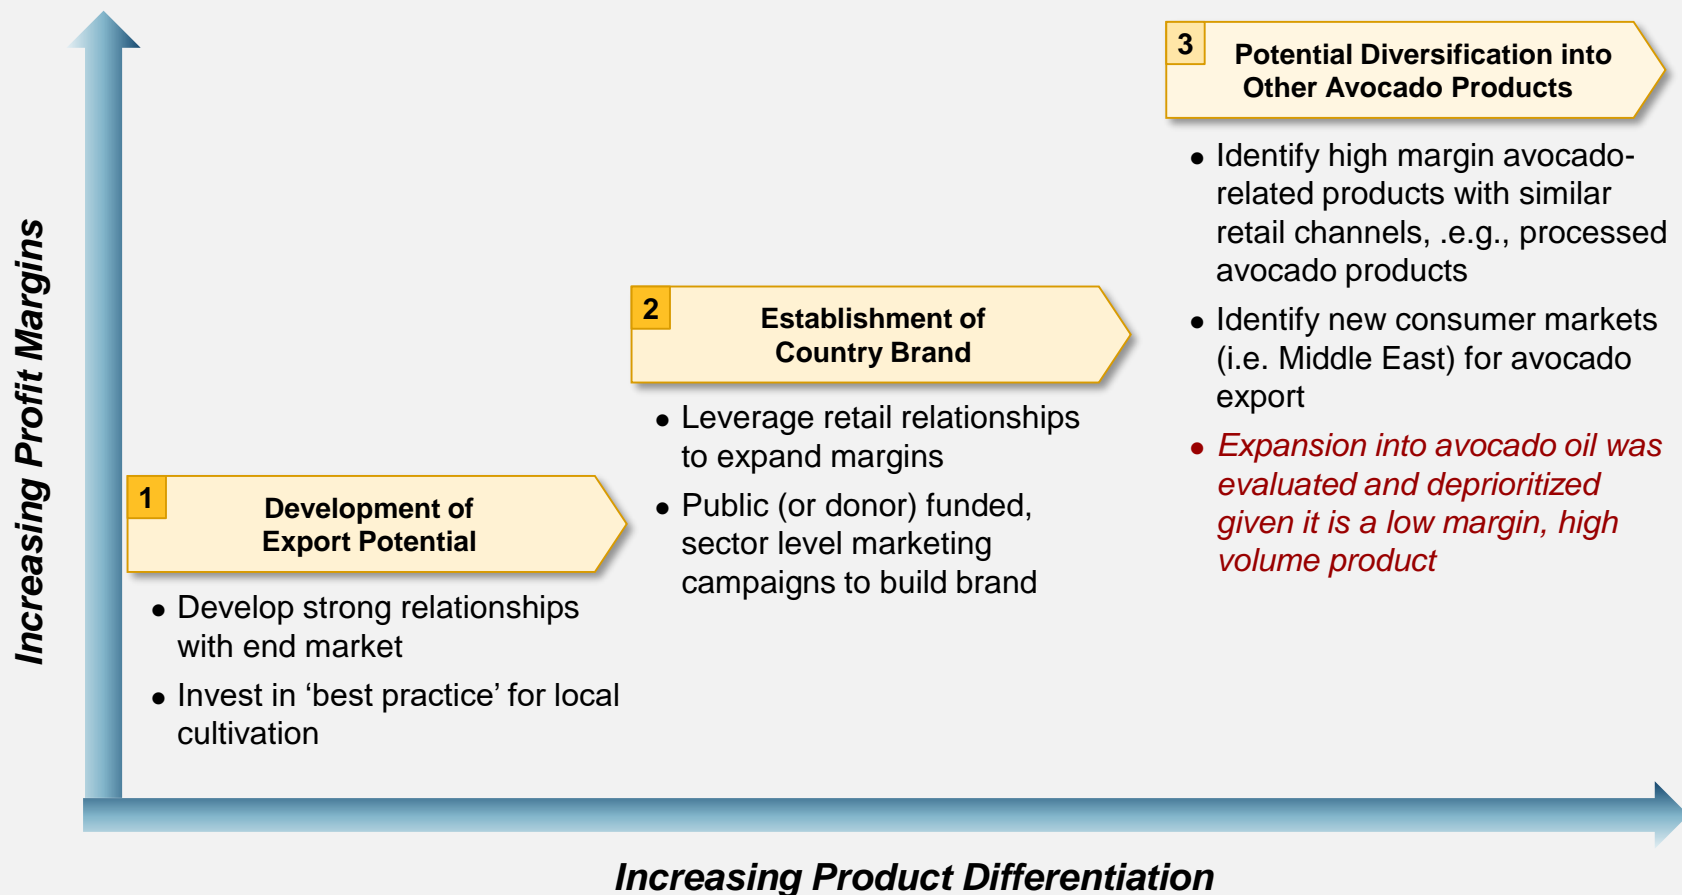 Increasing Profit Margins
1
Development of
Export Potential
● Develop strong relationships
with end market
● Invest in ‘best practice’ for local
cultivation
2
Establishment of
Country Brand
● Leverage retail relationships
to expand margins
● Public (or donor) funded,
sector level marketing
campaigns to build brand
3
Potential Diversification into
Other Avocado Products
● Identify high margin avocado-
related products with similar
retail channels, .e.g., processed
avocado products
● Identify new consumer markets
(i.e. Middle East) for avocado
export
● Expansion into avocado oil was
evaluated and deprioritized
given it is a low margin, high
volume product
Increasing Product Differentiation